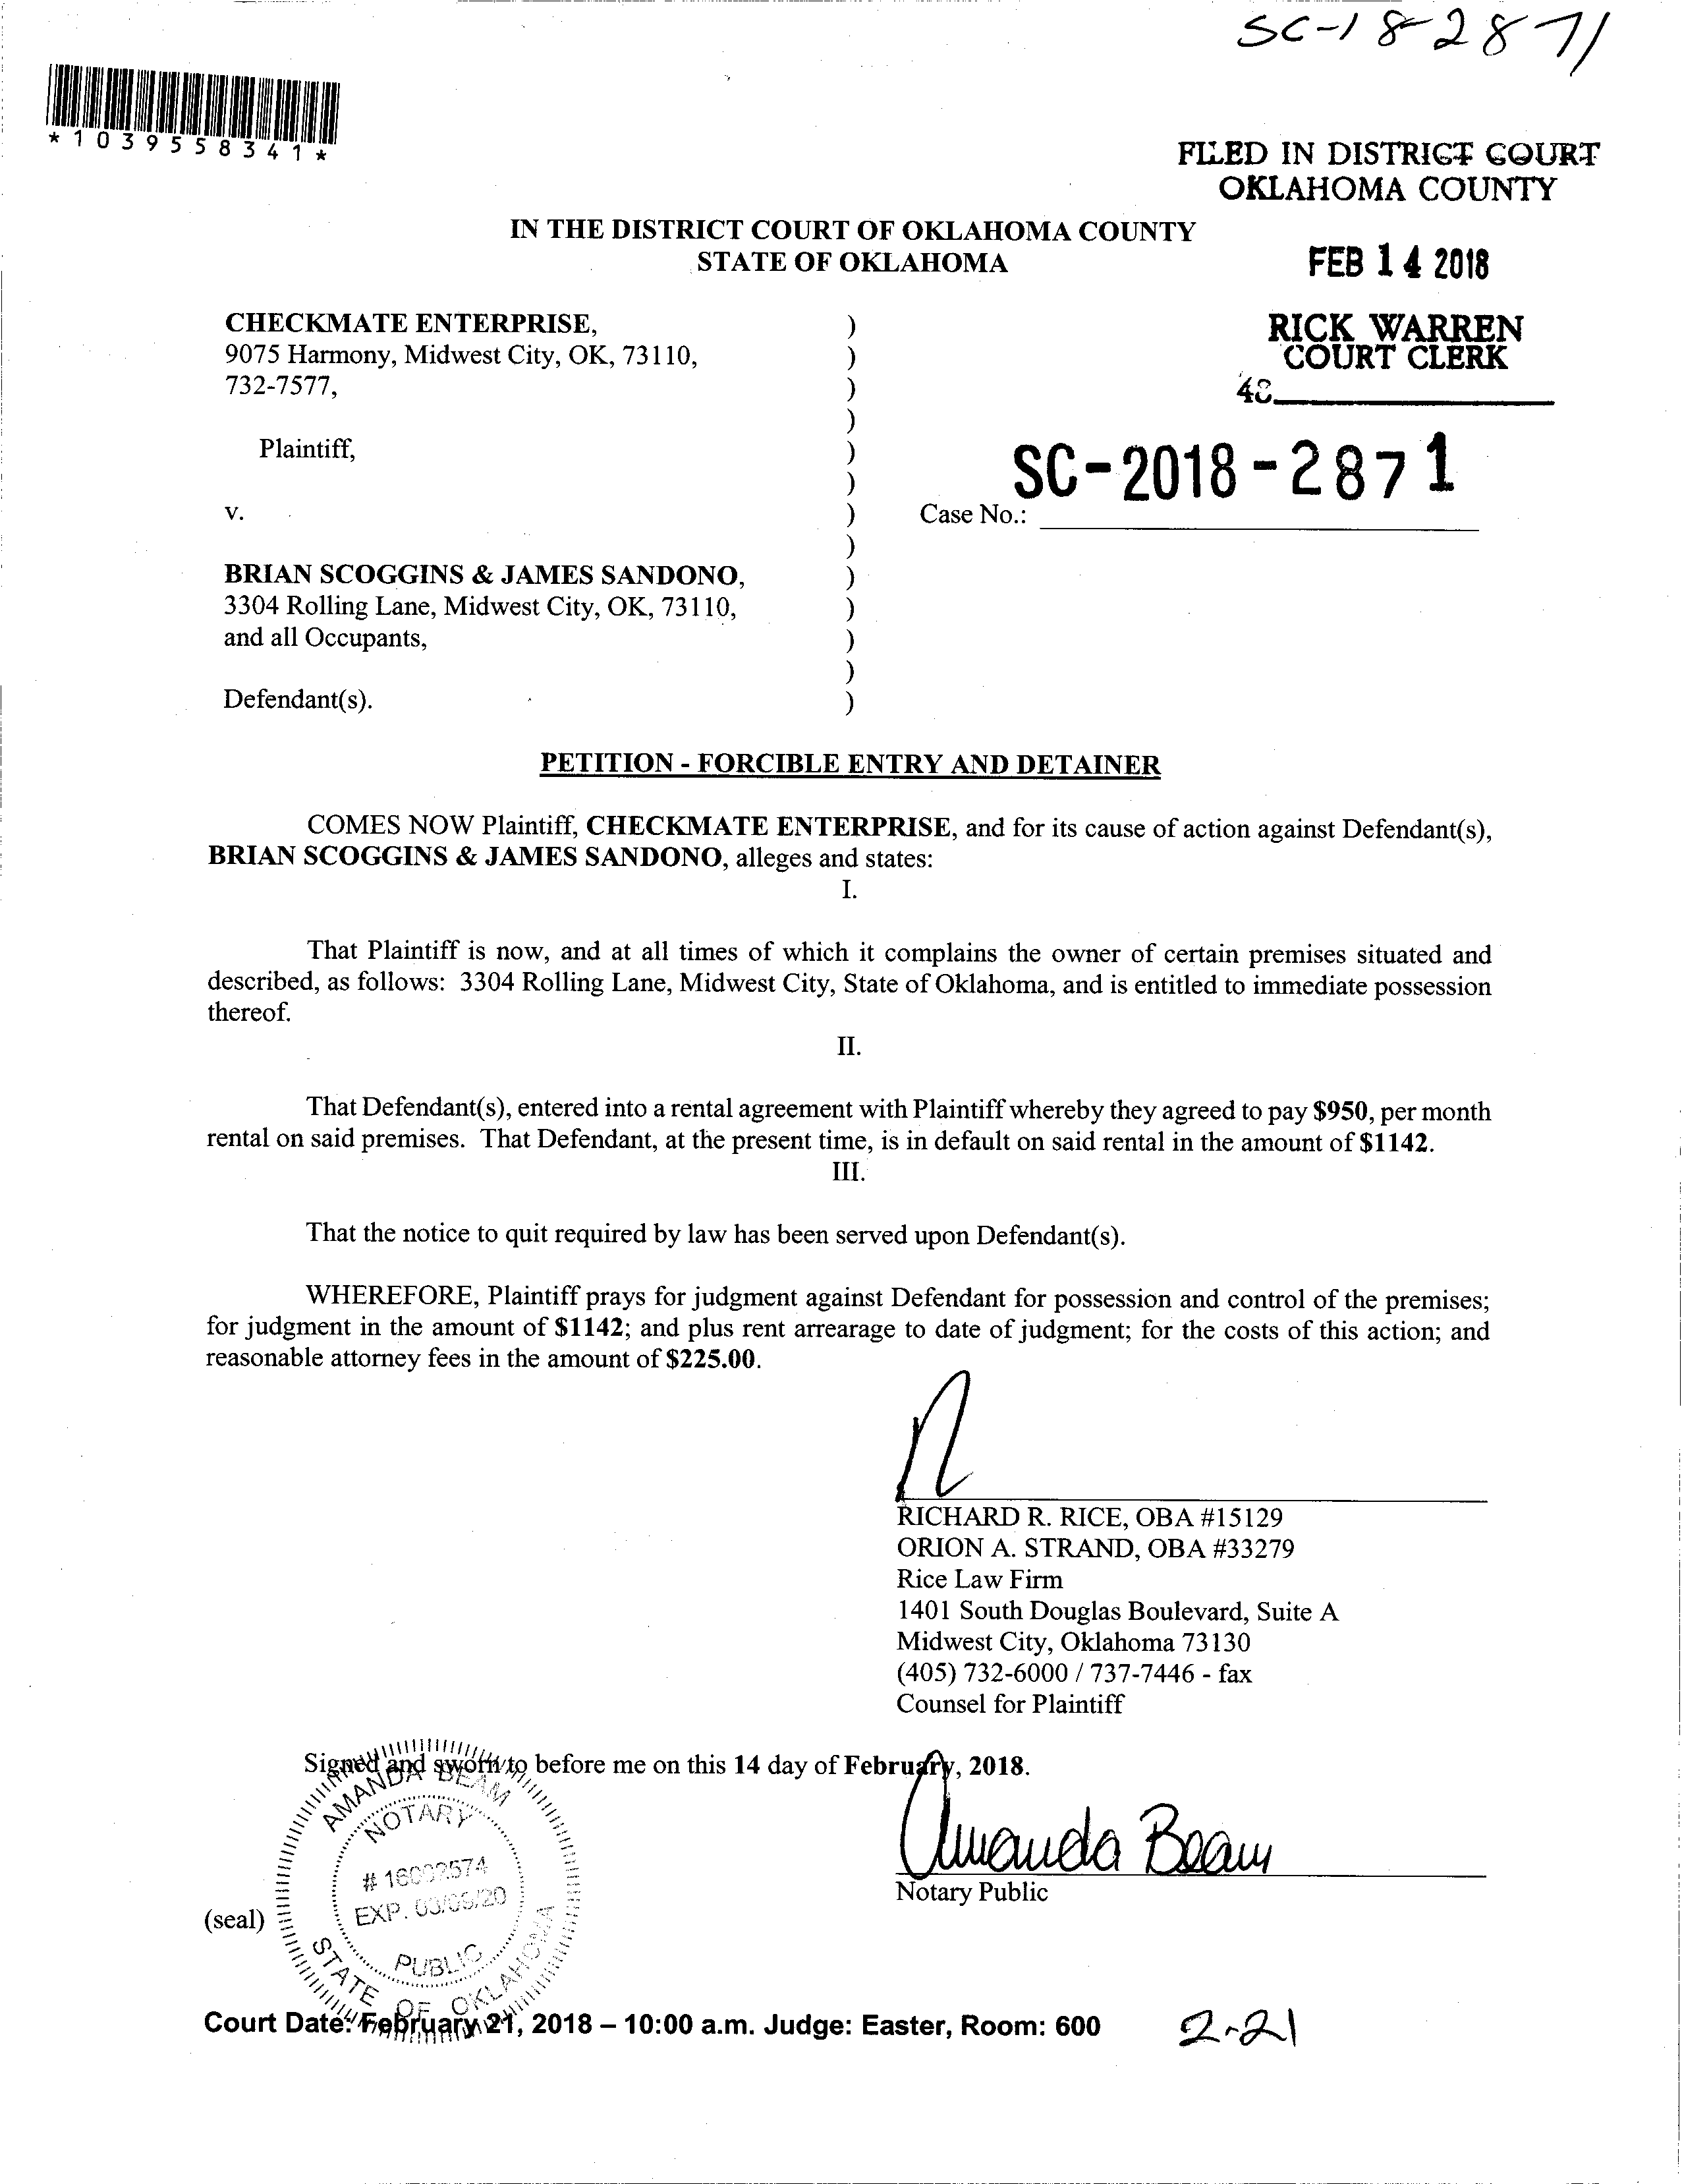 SC-18-2871
*1039558341*
FILED IN DISTRICT COURT
OKLAHOMA COUNTY
IN THE DISTRICT COURT OF OKLAHOMA COUNTY
STATE OF OKLAHOMA
FEB 14 2018
CHECKMATE ENTERPRISE, )
9075 Harmony, Midwest City, OK, 73110, )
732-7577, )
)
Plaintiff, )
)
v. )
)
BRIAN SCOGGINS & JAMES SANDONO, )
3304 Rolling Lane, Midwest City, OK, 73110, )
and all Occupants, )
)
Defendant(s). )
RICK WARREN
COURT CLERK
SC-2018-2871
Case No.:
PETITION - FORCIBLE ENTRY AND DETAINER
COMES NOW Plaintiff, CHECKMATE ENTERPRISE, and for its cause of action against Defendant(s),
BRIAN SCOGGINS & JAMES SANDONO, alleges and states:
I.
That Plaintiff is now, and at all times of which it complains the owner of certain premises situated and
described, as follows: 3304 Rolling Lane, Midwest City, State of Oklahoma, and is entitled to immediate possession
thereof.
II.
That Defendant(s), entered into a rental agreement with Plaintiff whereby they agreed to pay $950, per month
rental on said premises. That Defendant, at the present time, is in default on said rental in the amount of $1142.
III.
That the notice to quit required by law has been served upon Defendant(s).
WHEREFORE, Plaintiff prays for judgment against Defendant for possession and control of the premises;
for judgment in the amount of $1142; and plus rent arrearage to date of judgment; for the costs of this action; and
reasonable attorney fees in the amount of $225.00.
RICHARD R. RICE, OBA #15129
ORION A. STRAND, OBA #33279
Rice Law Firm
1401 South Douglas Boulevard, Suite A
Midwest City, Oklahoma 73130
(405) 732-6000 / 737-7446 - fax
Counsel for Plaintiff
Signed and sworn to before me on this 14 day of February, 2018.
AMANDA BEAM
NOTARY
EXP.
PUBLIC
STATE OF OKLAHOMA
Amanda Beam
Notary Public
(seal)
Court Date: February 21, 2018 – 10:00 a.m. Judge: Easter, Room: 600
2-21